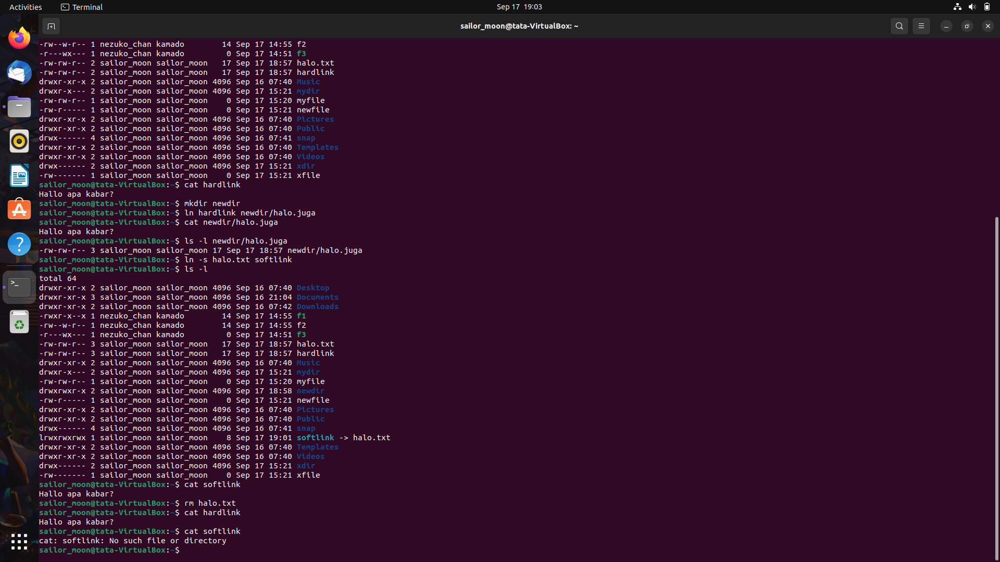 Activities
Terminal
Sep 17 19:03
sailor_moon@tata-VirtualBox: ~
-rw--w-r-- 1 nezuko_chan kamado 14 Sep 17 14:55 f2
-r---wx--- 1 nezuko_chan kamado 0 Sep 17 14:51 f3
-rw-rw-r-- 2 sailor_moon sailor_moon 17 Sep 17 18:57 halo.txt
-rw-rw-r-- 2 sailor_moon sailor_moon 17 Sep 17 18:57 hardlink
drwxr-xr-x 2 sailor_moon sailor_moon 4096 Sep 16 07:40 Music
drwxr-x--- 2 sailor_moon sailor_moon 4096 Sep 17 15:21 mydir
-rw-rw-r-- 1 sailor_moon sailor_moon 0 Sep 17 15:20 myfile
-rw-r----- 1 sailor_moon sailor_moon 0 Sep 17 15:21 newfile
drwxr-xr-x 2 sailor_moon sailor_moon 4096 Sep 16 07:40 Pictures
drwxr-xr-x 2 sailor_moon sailor_moon 4096 Sep 16 07:40 Public
drwx------ 4 sailor_moon sailor_moon 4096 Sep 16 07:41 snap
drwxr-xr-x 2 sailor_moon sailor_moon 4096 Sep 16 07:40 Templates
drwxr-xr-x 2 sailor_moon sailor_moon 4096 Sep 16 07:40 Videos
drwx------ 2 sailor_moon sailor_moon 4096 Sep 17 15:21 xdir
-rw------- 1 sailor_moon sailor_moon 0 Sep 17 15:21 xfile
sailor_moon@tata-VirtualBox:~$ cat hardlink
Hallo apa kabar?
sailor_moon@tata-VirtualBox:~$ mkdir newdir
sailor_moon@tata-VirtualBox:~$ ln hardlink newdir/halo.juga
sailor_moon@tata-VirtualBox:~$ cat newdir/halo.juga
Hallo apa kabar?
sailor_moon@tata-VirtualBox:~$ ls -l newdir/halo.juga
-rw-rw-r-- 3 sailor_moon sailor_moon 17 Sep 17 18:57 newdir/halo.juga
sailor_moon@tata-VirtualBox:~$ ln -s halo.txt softlink
sailor_moon@tata-VirtualBox:~$ ls -l
total 64
drwxr-xr-x 2 sailor_moon sailor_moon 4096 Sep 16 07:40 Desktop
drwxr-xr-x 3 sailor_moon sailor_moon 4096 Sep 16 21:04 Documents
drwxr-xr-x 2 sailor_moon sailor_moon 4096 Sep 16 07:42 Downloads
-rwxr-x--x 1 nezuko_chan kamado 14 Sep 17 14:55 f1
-rw--w-r-- 1 nezuko_chan kamado 14 Sep 17 14:55 f2
-r---wx--- 1 nezuko_chan kamado 0 Sep 17 14:51 f3
-rw-rw-r-- 3 sailor_moon sailor_moon 17 Sep 17 18:57 halo.txt
-rw-rw-r-- 3 sailor_moon sailor_moon 17 Sep 17 18:57 hardlink
drwxr-xr-x 2 sailor_moon sailor_moon 4096 Sep 16 07:40 Music
drwxr-x--- 2 sailor_moon sailor_moon 4096 Sep 17 15:21 mydir
-rw-rw-r-- 1 sailor_moon sailor_moon 0 Sep 17 15:20 myfile
drwxrwxr-x 2 sailor_moon sailor_moon 4096 Sep 17 18:58 newdir
-rw-r----- 1 sailor_moon sailor_moon 0 Sep 17 15:21 newfile
drwxr-xr-x 2 sailor_moon sailor_moon 4096 Sep 16 07:40 Pictures
drwxr-xr-x 2 sailor_moon sailor_moon 4096 Sep 16 07:40 Public
drwx------ 4 sailor_moon sailor_moon 4096 Sep 16 07:41 snap
lrwxrwxrwx 1 sailor_moon sailor_moon 8 Sep 17 19:01 softlink -> halo.txt
drwxr-xr-x 2 sailor_moon sailor_moon 4096 Sep 16 07:40 Templates
drwxr-xr-x 2 sailor_moon sailor_moon 4096 Sep 16 07:40 Videos
drwx------ 2 sailor_moon sailor_moon 4096 Sep 17 15:21 xdir
-rw------- 1 sailor_moon sailor_moon 0 Sep 17 15:21 xfile
sailor_moon@tata-VirtualBox:~$ cat softlink
Hallo apa kabar?
sailor_moon@tata-VirtualBox:~$ rm halo.txt
sailor_moon@tata-VirtualBox:~$ cat hardlink
Hallo apa kabar?
sailor_moon@tata-VirtualBox:~$ cat softlink
cat: softlink: No such file or directory
sailor_moon@tata-VirtualBox:~$